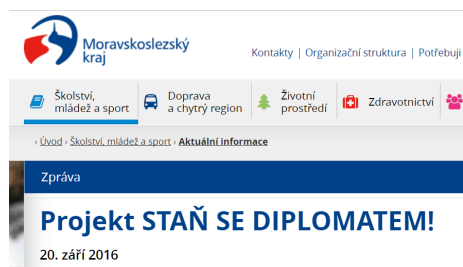 Moravskoslezský
kraj
Kontakty | Organizační struktura | Potřebuji
Školství,
mládež a sport
Doprava
a chytrý region
Životní
prostředí
Zdravotnictví
› Úvod › Školství, mládež a sport › Aktuální informace
Zpráva
Projekt STAŇ SE DIPLOMATEM!
20. září 2016